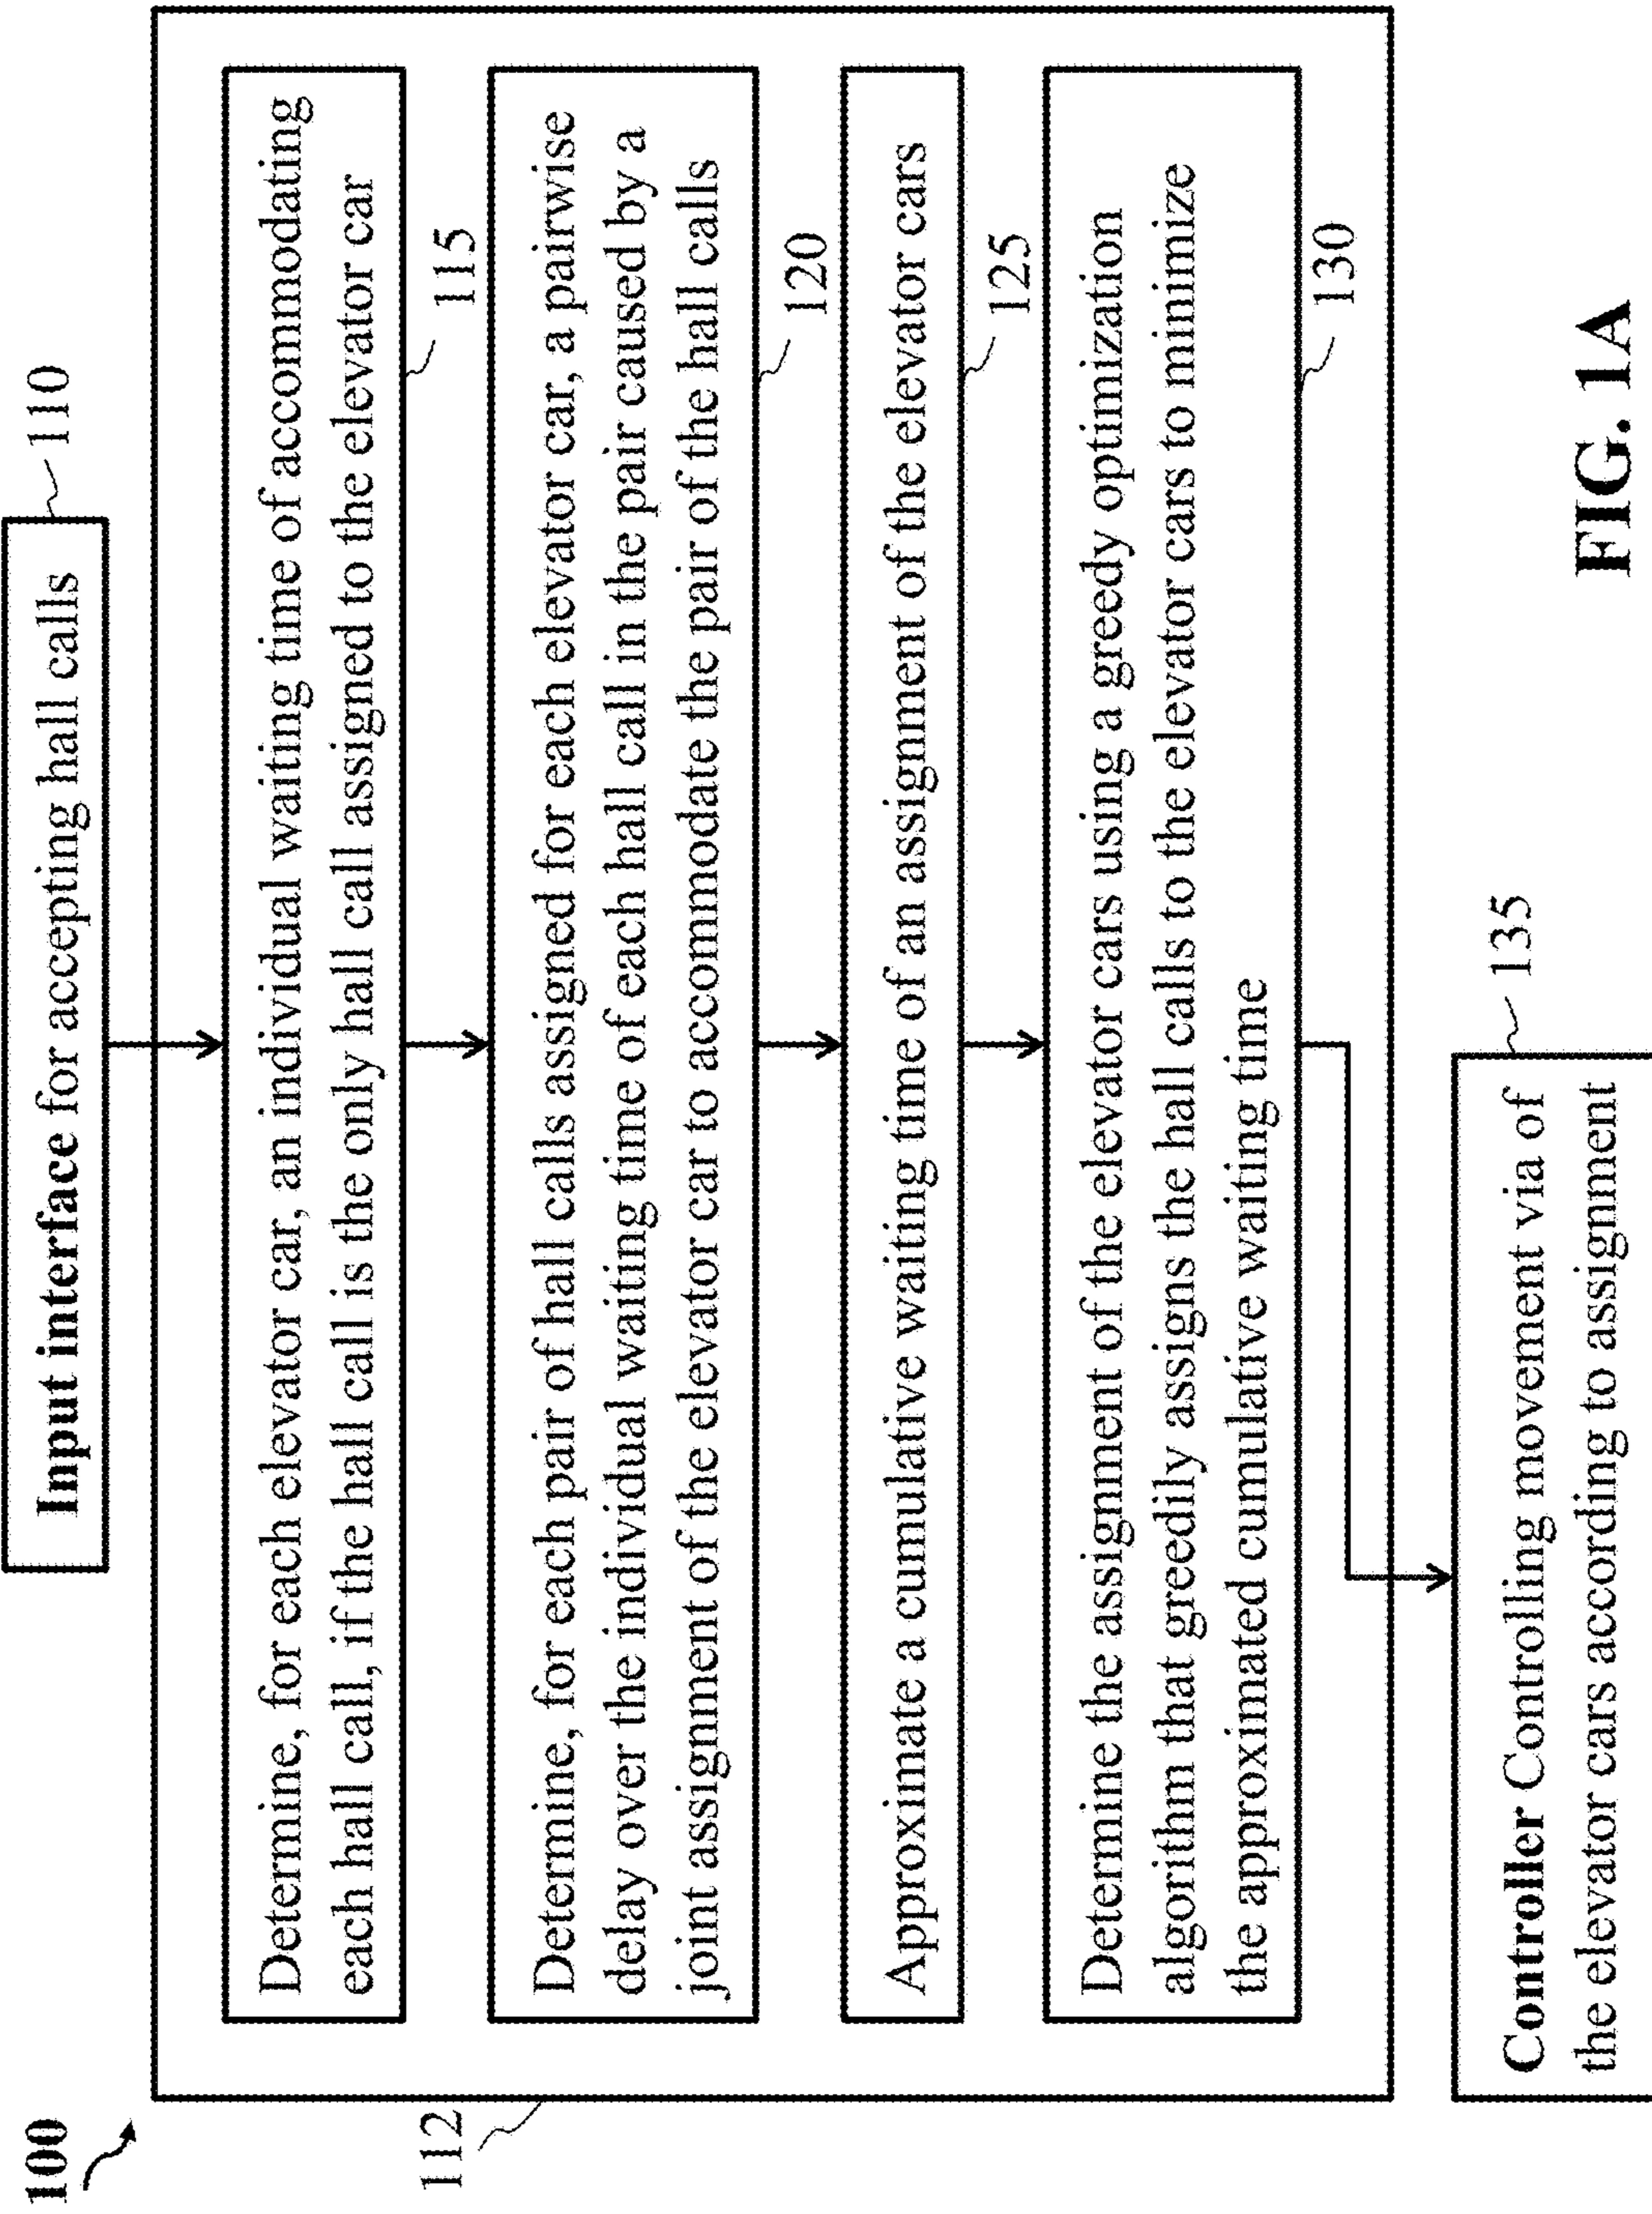 100
Input interface for accepting hall calls
110
112
Determine, for each elevator car, an individual waiting time of accommodating
each hall call, if the hall call is the only hall call assigned to the elevator car
115
Determine, for each pair of hall calls assigned for each elevator car, a pairwise
delay over the individual waiting time of each hall call in the pair caused by a
joint assignment of the elevator car to accommodate the pair of the hall calls
120
Approximate a cumulative waiting time of an assignment of the elevator cars
125
Determine the assignment of the elevator cars using a greedy optimization
algorithm that greedily assigns the hall calls to the elevator cars to minimize
the approximated cumulative waiting time
130
Controller Controlling movement via of
the elevator cars according to assignment
135
FIG. 1A